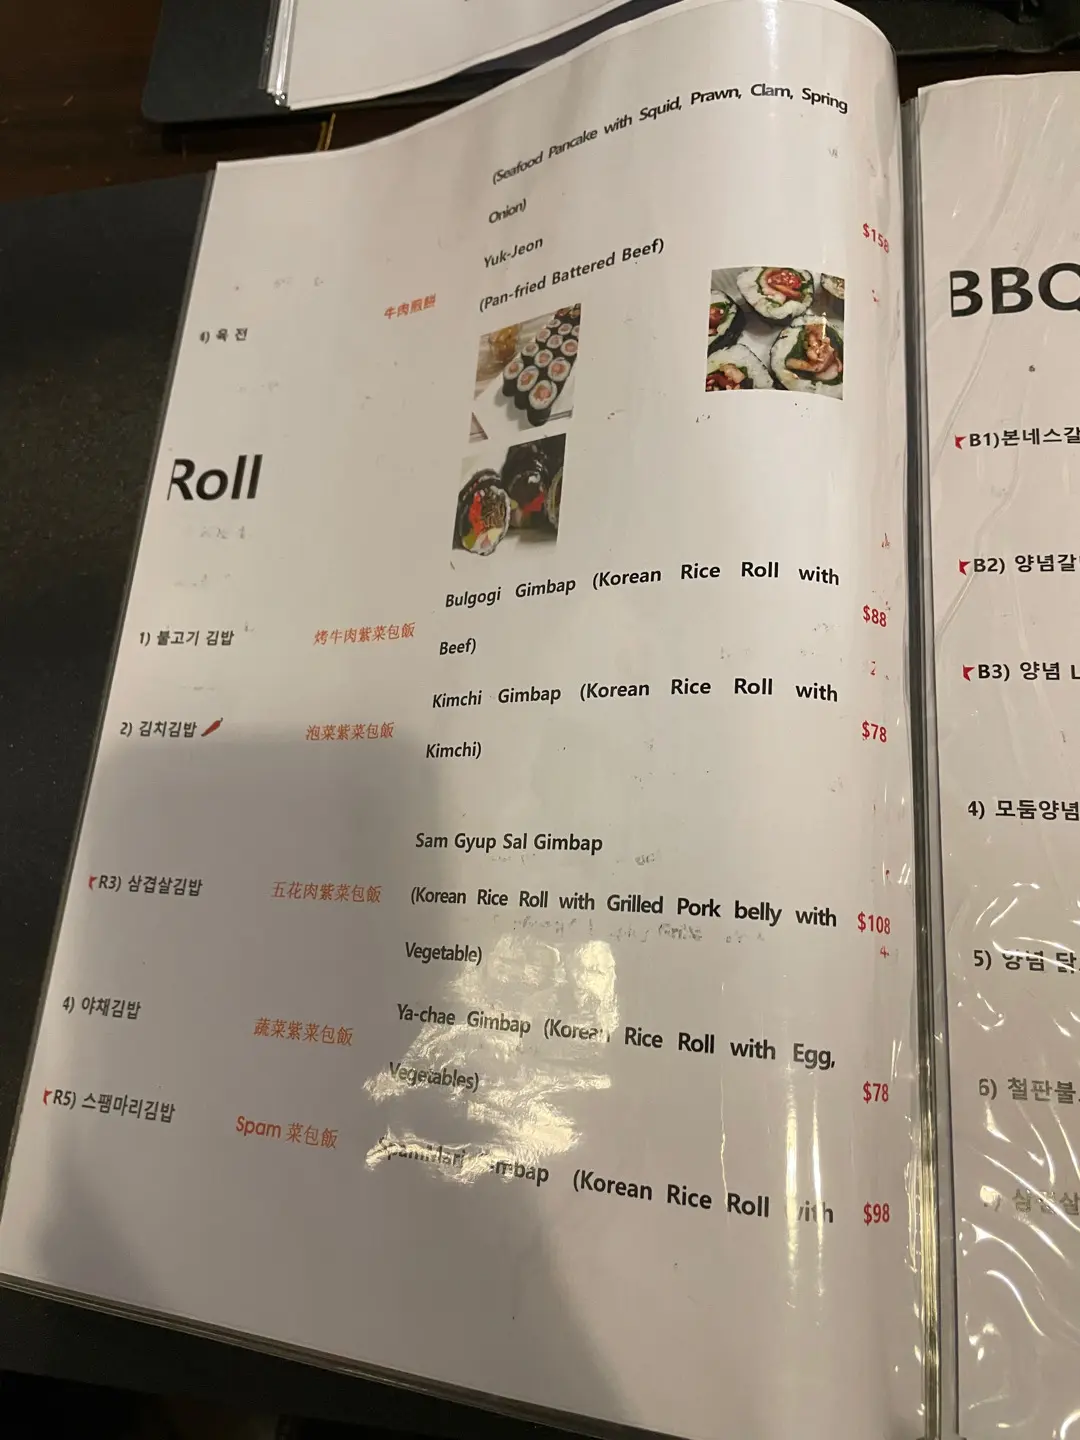 (Seafood Pancake with Squid, Prawn, Clam, Spring
Onion)
Yuk-Jeon
$158
육 전
牛肉煎餅
(Pan-fried Battered Beef)
Roll
Bulgogi Gimbap (Korean Rice Roll with
1) 불고기 김밥 烤牛肉紫菜包飯
Beef)
$88
Kimchi Gimbap (Korean Rice Roll with
2) 김치김밥 泡菜紫菜包飯
Kimchi)
$78
Sam Gyup Sal Gimbap
R3) 삼겹살김밥 五花肉紫菜包飯 (Korean Rice Roll with Grilled Pork belly with $108
Vegetable)
4) 야채김밥 蔬菜紫菜包飯 Ya-chae Gimbap (Korean Rice Roll with Egg,
Vegetables)
$78
R5) 스팸마리김밥 Spam 菜包飯 (Korean Rice Roll with $98
BBQ
B1)본네스갈
B2) 양념갈
B3) 양념
4) 모둠양념
5) 양념 닭
6) 철판불